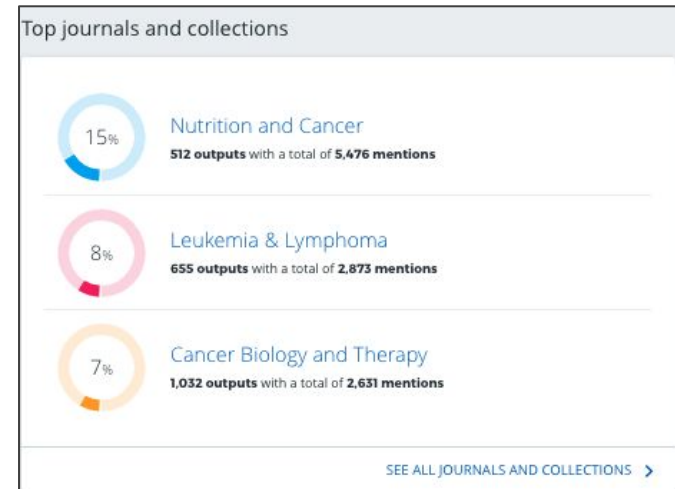 Top journals and collections
15%
Nutrition and Cancer
512 outputs with a total of 5,476 mentions
8%
Leukemia & Lymphoma
655 outputs with a total of 2,873 mentions
7%
Cancer Biology and Therapy
1,032 outputs with a total of 2,631 mentions
SEE ALL JOURNALS AND COLLECTIONS